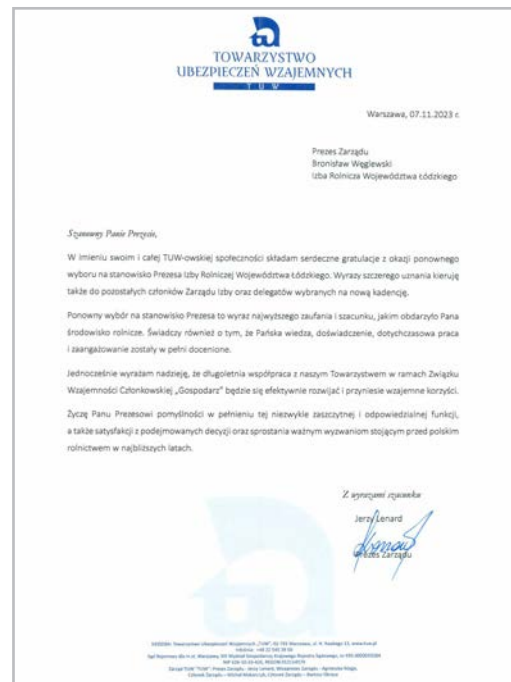 TOWARZYSTWO
UBEZPIECZEŃ WZAJEMNYCH
T U W
Warszawa, 07.11.2023 r.
Prezes Zarządu
Bronisław Węglewski
Izba Rolnicza Województwa Łódzkiego
Szanowny Panie Prezesie,
W imieniu swoim i całej TUW-owskiej społeczności składam serdeczne gratulacje z okazji ponownego
wyboru na stanowisko Prezesa Izby Rolniczej Województwa Łódzkiego. Wyrazy szczerego uznania kieruję
także do pozostałych członków Zarządu Izby oraz delegatów wybranych na nową kadencję.
Ponowny wybór na stanowisko Prezesa to wyraz najwyższego zaufania i szacunku, jakim obdarzyło Pana
środowisko rolnicze. Świadczy również o tym, że Pańska wiedza, doświadczenie, dotychczasowa praca
i zaangażowanie zostały w pełni docenione.
Jednocześnie wyrażam nadzieję, że długoletnia współpraca z naszym Towarzystwem w ramach Związku
Wzajemności Członkowskiej „Gospodarz" będzie się efektywnie rozwijać i przyniesie wzajemne korzyści.
Życzę Panu Prezesowi pomyślności w pełnieniu tej niezwykle zaszczytnej i odpowiedzialnej funkcji,
a także satysfakcji z podejmowanych decyzji oraz sprostania ważnym wyzwaniom stojącym przed polskim
rolnictwem w najbliższych latach.
Z wyrazami szacunku
Jerzy Lenard
Prezes Zarządu